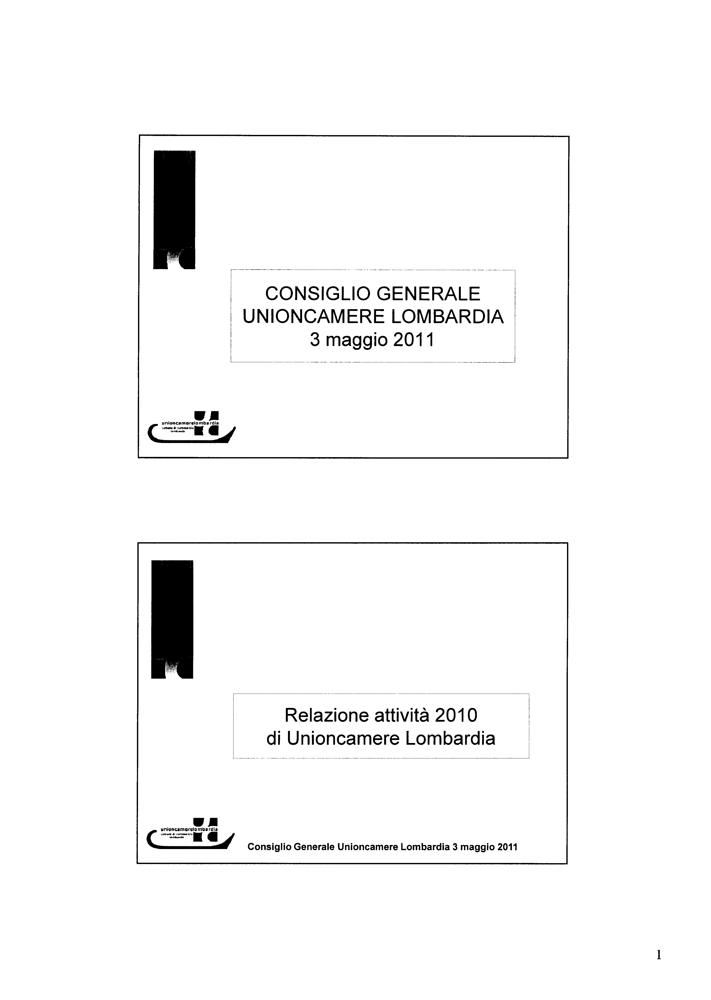 CONSIGLIO GENERALE
UNIONCAMERE LOMBARDIA
3 maggio 2011
unioncamerelombardia
camere di commercio
lombarde
Relazione attività 2010
di Unioncamere Lombardia
unioncamerelombardia
camere di commercio
lombarde
Consiglio Generale Unioncamere Lombardia 3 maggio 2011
1